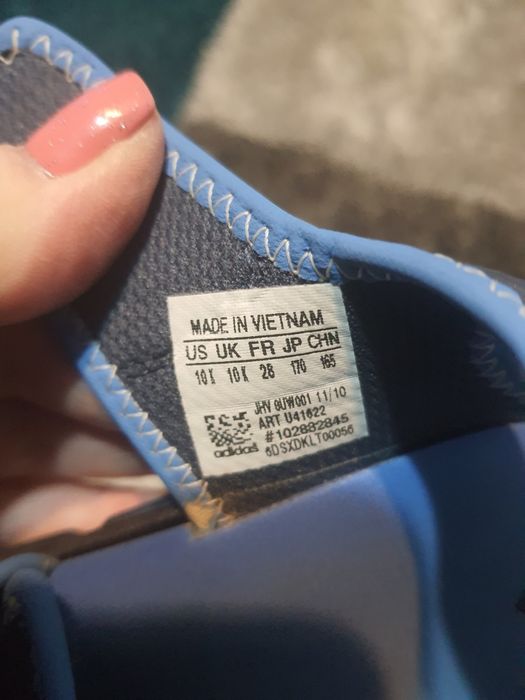 MADE IN VIETNAM
US UK FR JP CHN
10K 10K 28 170 165
JHV 9UW001 11/10
ART U41622
#102882845
6DSXDKLT00056
adidas